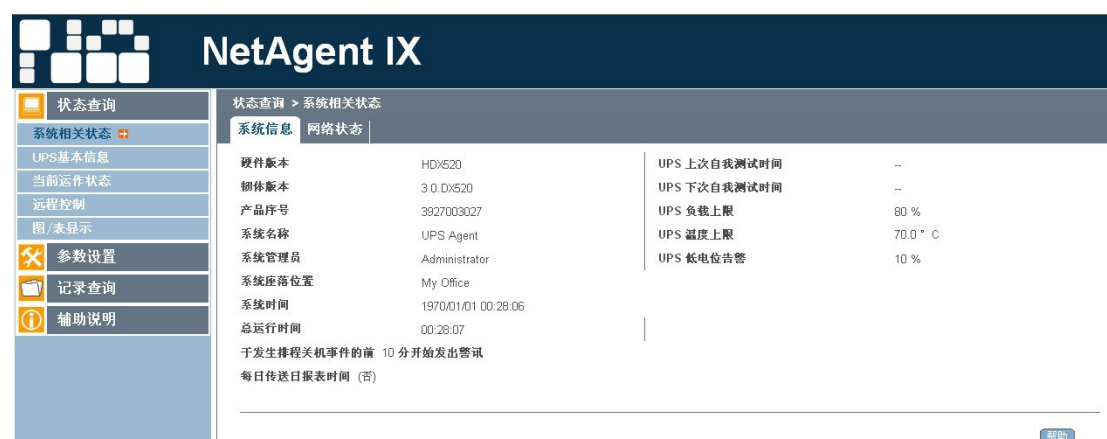 NetAgent IX
状态查询
系统相关状态
UPS基本信息
当前运作状态
远程控制
图/表显示
参数设置
记录查询
辅助说明
状态查询 > 系统相关状态
系统信息 网络状态
硬件版本 HDX520 UPS 上次自我测试时间 --
韧体版本 3.0.DX520 UPS 下次自我测试时间 --
产品序号 3927003027 UPS 负载上限 80 %
系统名称 UPS Agent UPS 温度上限 70.0 ° C
系统管理员 Administrator UPS 低电位告警 10 %
系统座落位置 My Office
系统时间 1970/01/01 00:28:06
总运行时间 00:28:07
于发生排程关机事件的前 10 分开始发出警讯
每日传送日报表时间 (否)
帮助